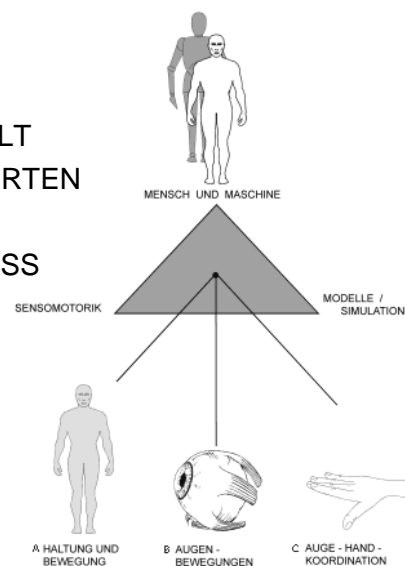 LT
RTEN
SS
MENSCH UND MASCHINE
SENSOMOTORIK
MODELLE /
SIMULATION
A HALTUNG UND
BEWEGUNG
B AUGEN -
BEWEGUNGEN
C AUGE - HAND -
KOORDINATION